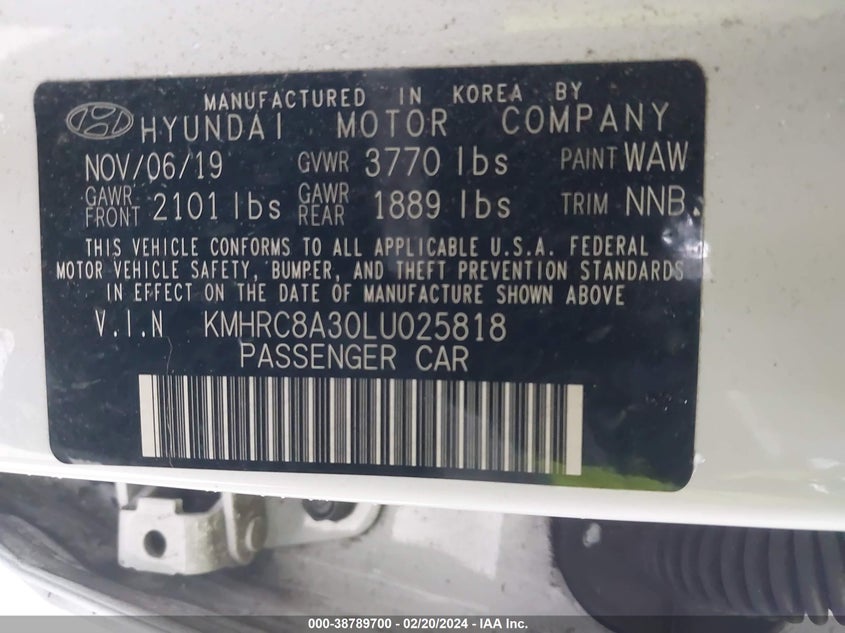 MANUFACTURED IN KOREA BY
HYUNDAI MOTOR COMPANY
NOV/06/19 GVWR 3770 lbs PAINT WAW
GAWR FRONT 2101 lbs GAWR REAR 1889 lbs TRIM NNB
THIS VEHICLE CONFORMS TO ALL APPLICABLE U.S.A. FEDERAL
MOTOR VEHICLE SAFETY, BUMPER, AND THEFT PREVENTION STANDARDS
IN EFFECT ON THE DATE OF MANUFACTURE SHOWN ABOVE
V.I.N KMHRC8A30LU025818
PASSENGER CAR
000-38789700 - 02/20/2024 - IAA Inc.